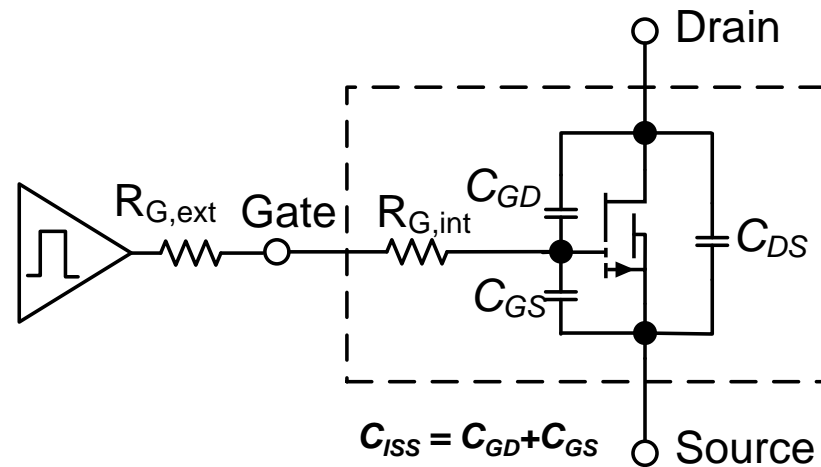 Drain
R_G,ext
Gate
R_G,int
C_GD
C_DS
C_GS
C_ISS = C_GD+C_GS
Source